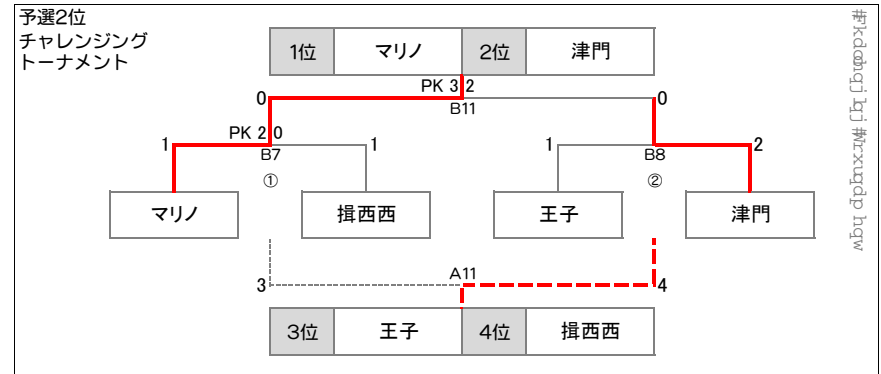 予選2位
チャレンジング
トーナメント
1位 マリノ 2位 津門
PK 3 2
0 B11 0
1 PK 2 0 1 1 2
B7 B8
① ②
マリノ 揖西西 王子 津門
3 A11 4
3位 王子 4位 揖西西